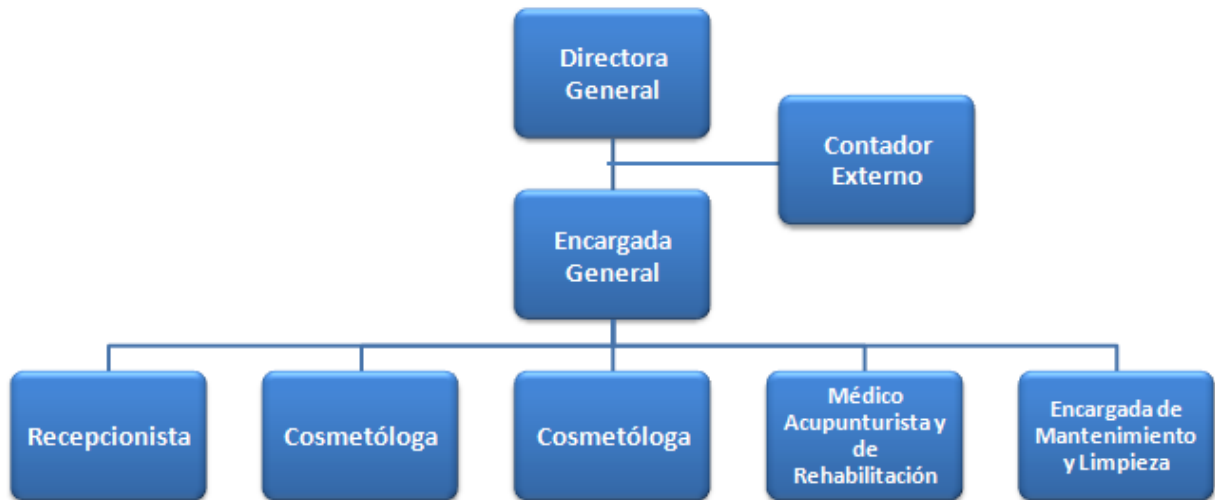 Directora
General
Contador
Externo
Encargada
General
Recepcionista
Cosmetóloga
Cosmetóloga
Médico
Acupunturista y
de
Rehabilitación
Encargada de
Mantenimiento
y Limpieza